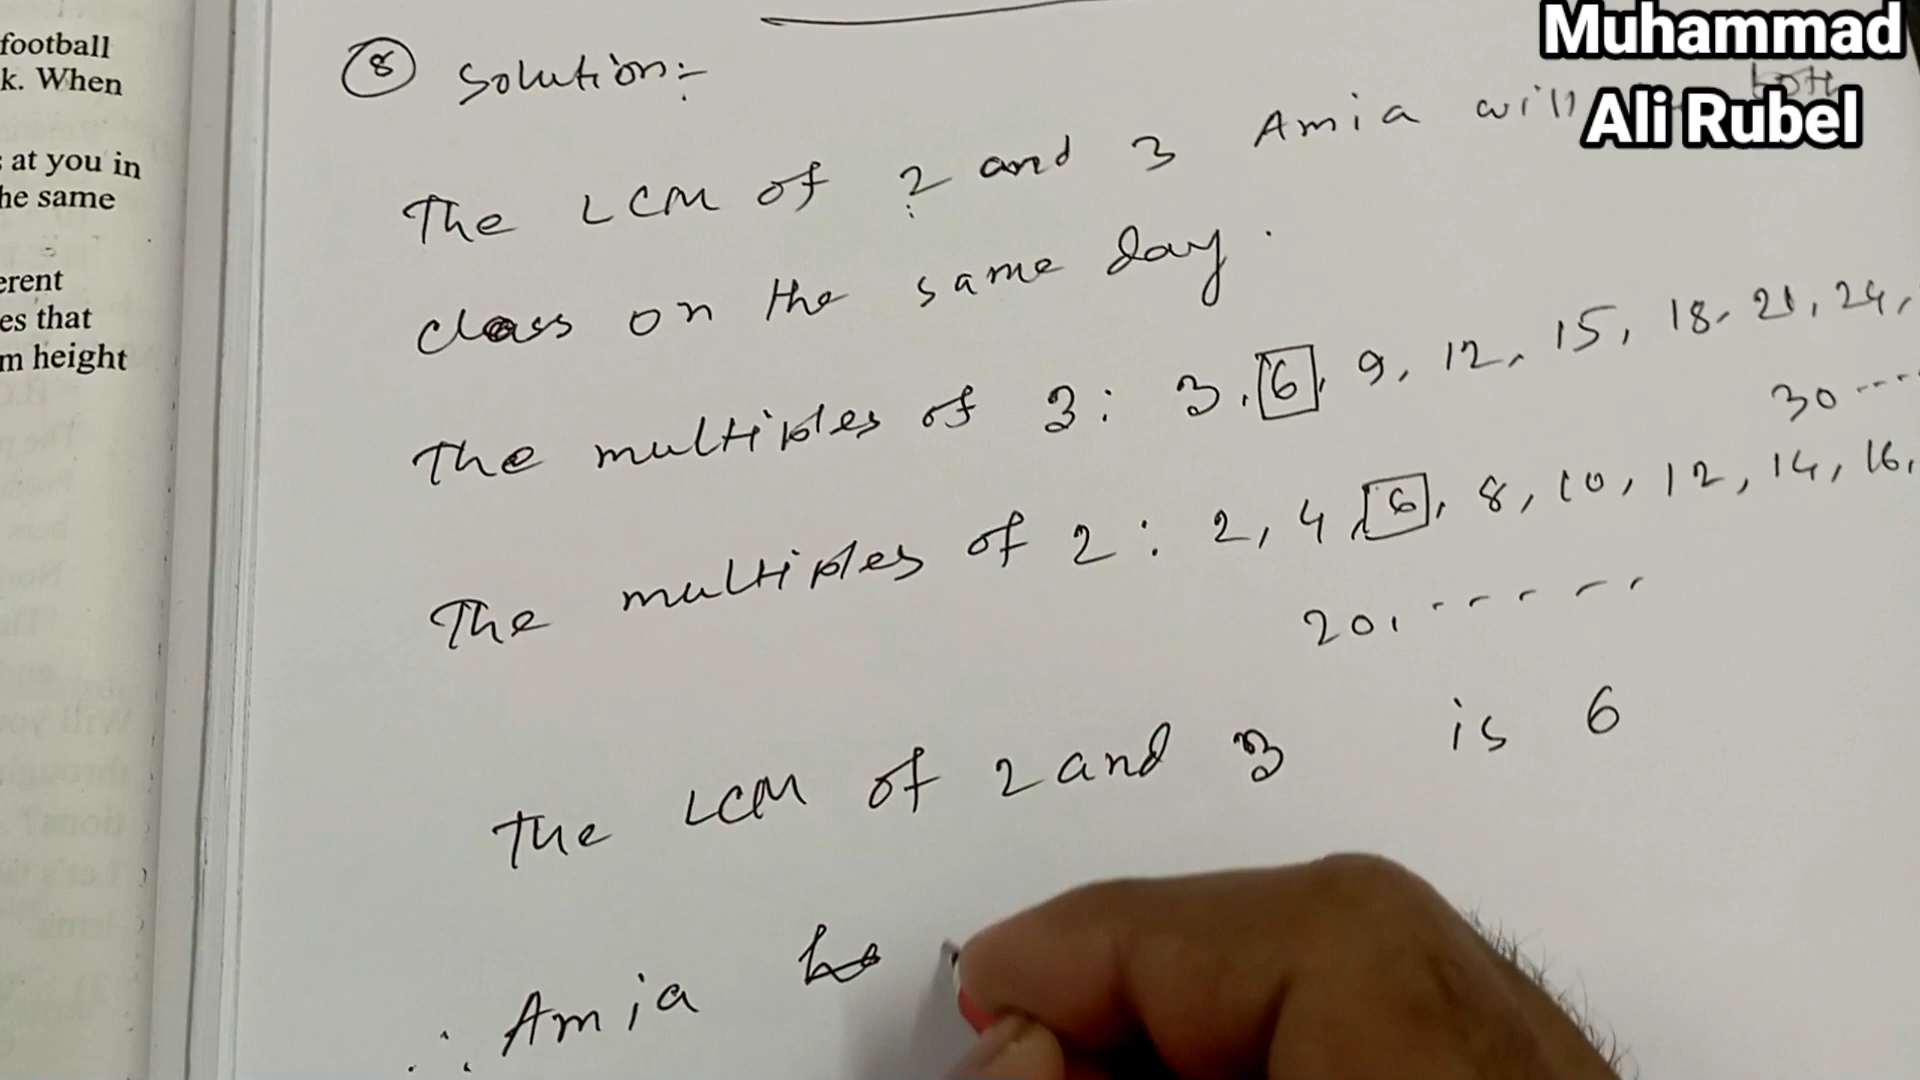 football
k. When
at you in
he same
erent
es that
m height
Muhammad
Ali Rubel
8 Solution:-
The LCM of 2 and 3 Amia will both
class on the same day.
The multiples of 3: 3, 6, 9, 12, 15, 18, 21, 24,
30 ....
The multiples of 2: 2, 4, 6, 8, 10, 12, 14, 16,
20, ......
The LCM of 2 and 3 is 6
∴ Amia